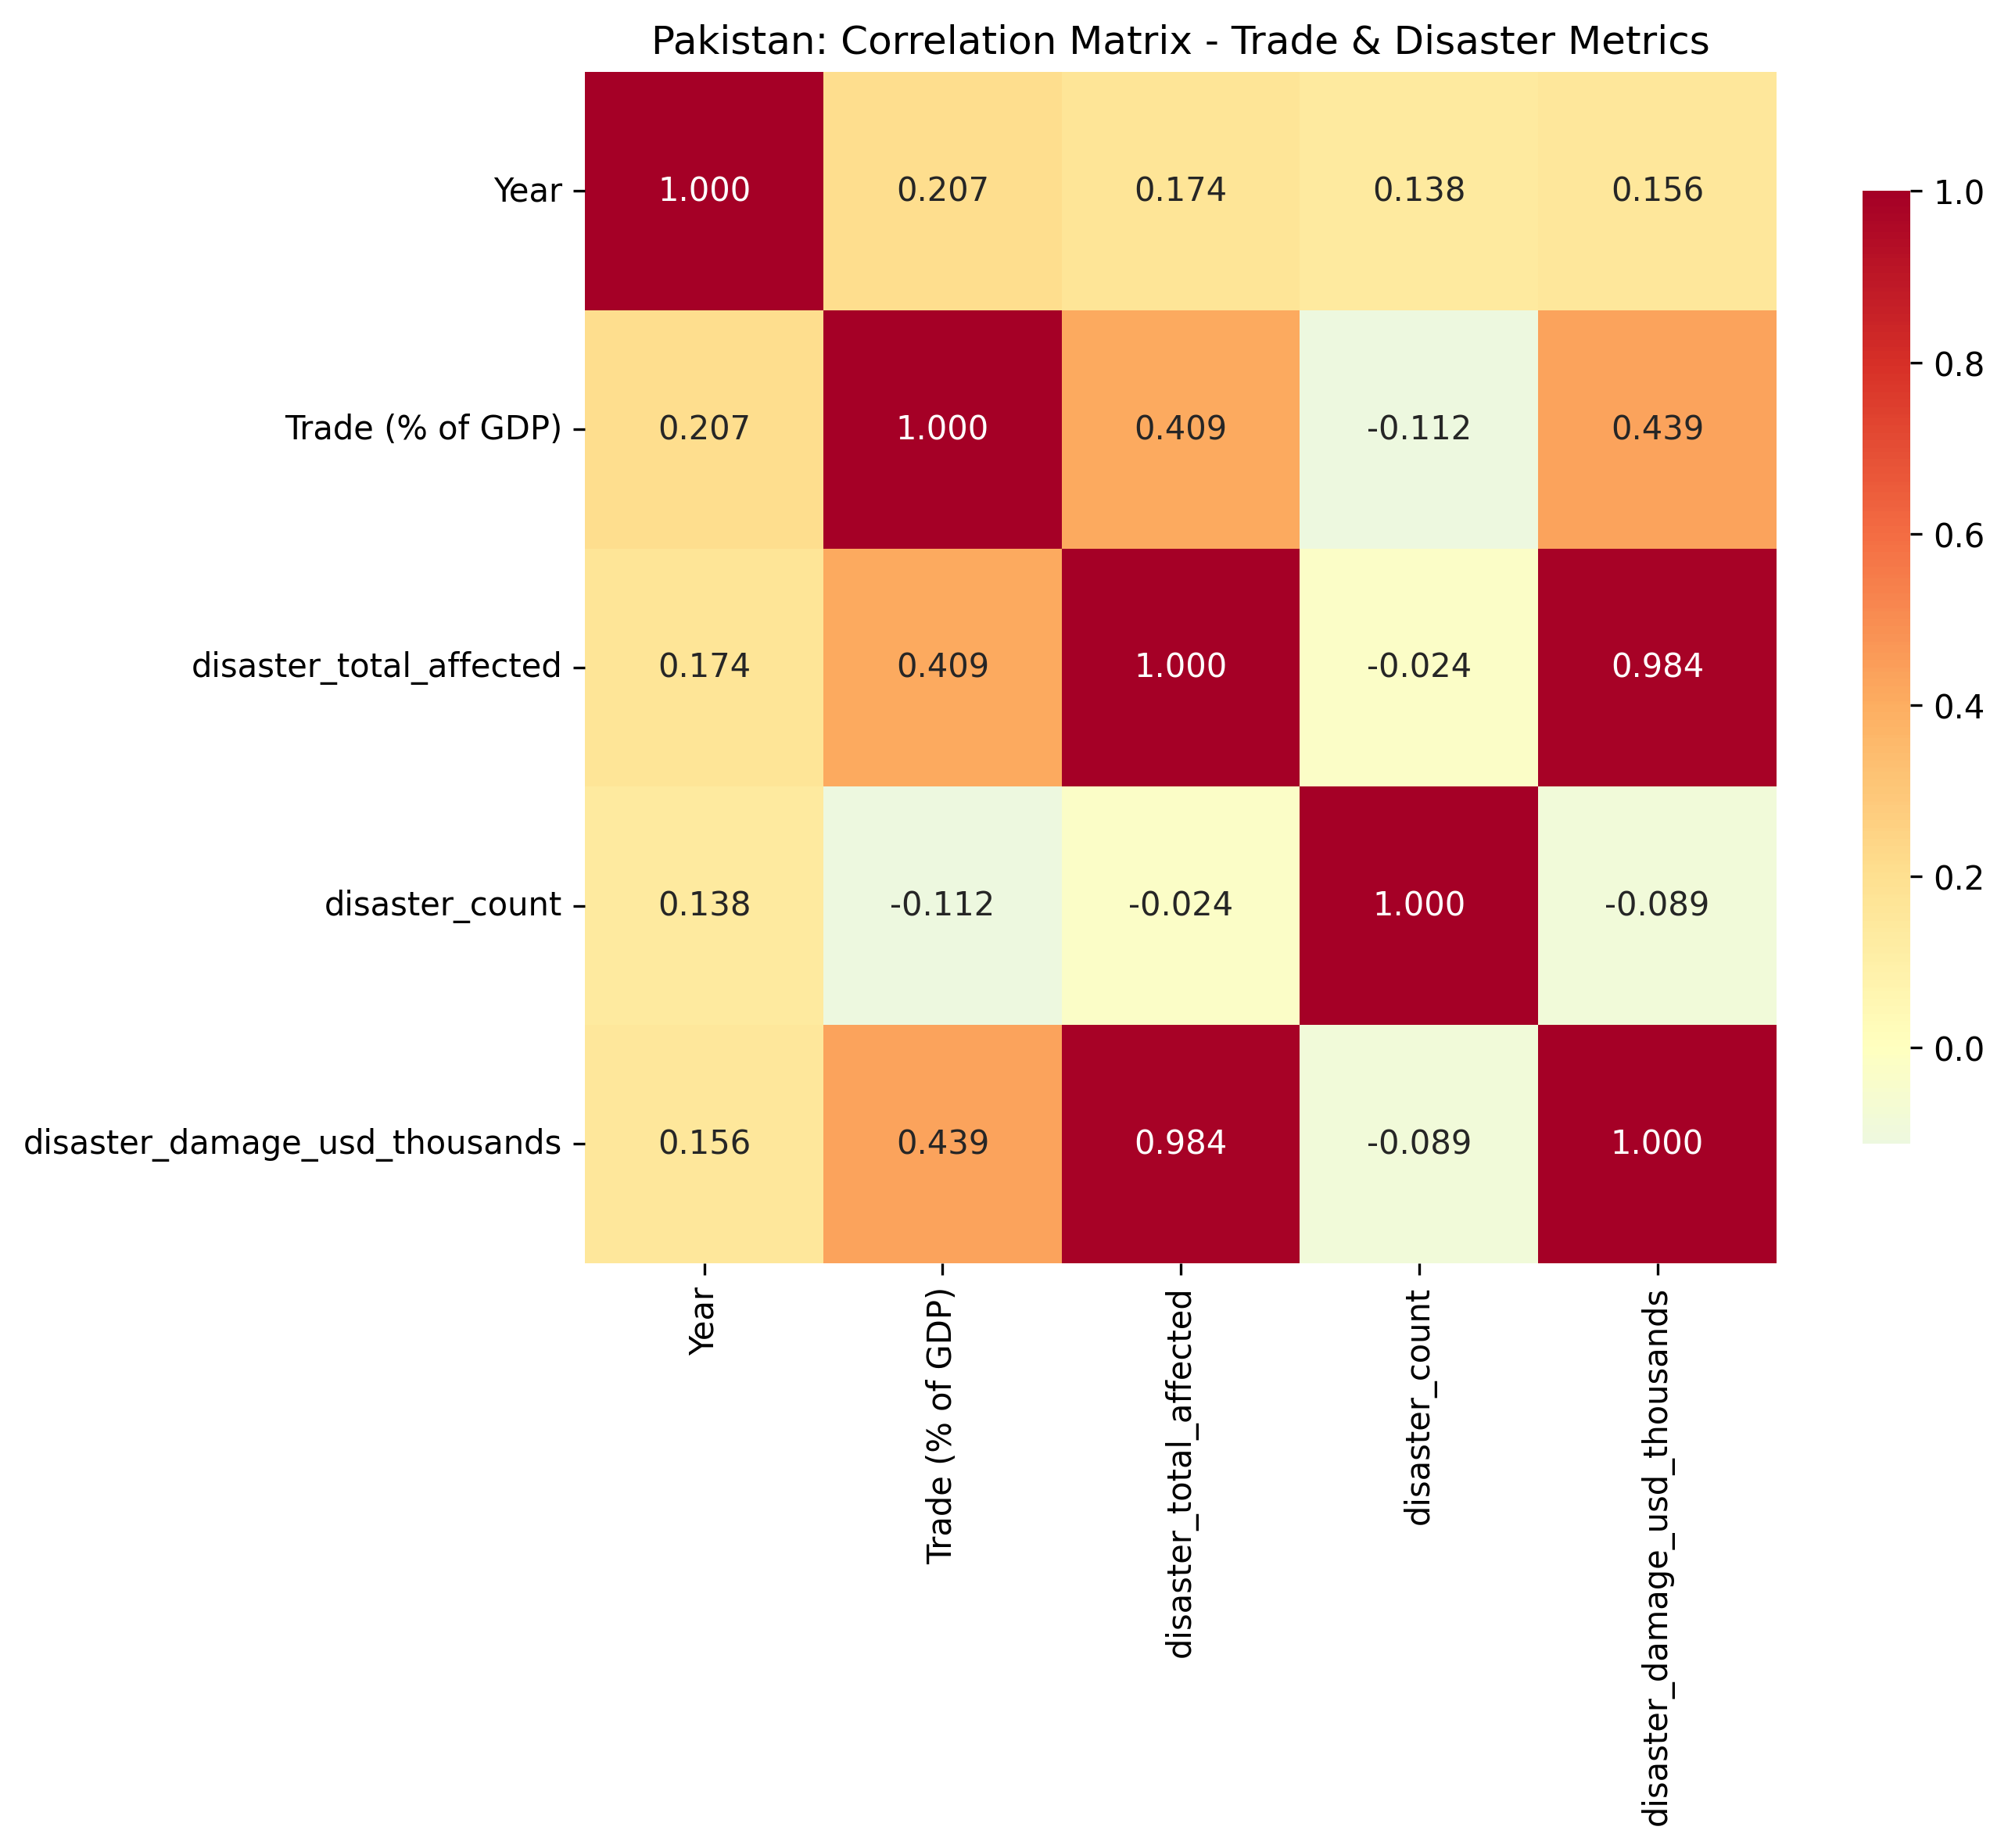 Pakistan: Correlation Matrix - Trade & Disaster Metrics
Year 1.000 0.207 0.174 0.138 0.156
Trade (% of GDP) 0.207 1.000 0.409 -0.112 0.439
disaster_total_affected 0.174 0.409 1.000 -0.024 0.984
disaster_count 0.138 -0.112 -0.024 1.000 -0.089
disaster_damage_usd_thousands 0.156 0.439 0.984 -0.089 1.000
Year
Trade (% of GDP)
disaster_total_affected
disaster_count
disaster_damage_usd_thousands
1.0
0.8
0.6
0.4
0.2
0.0